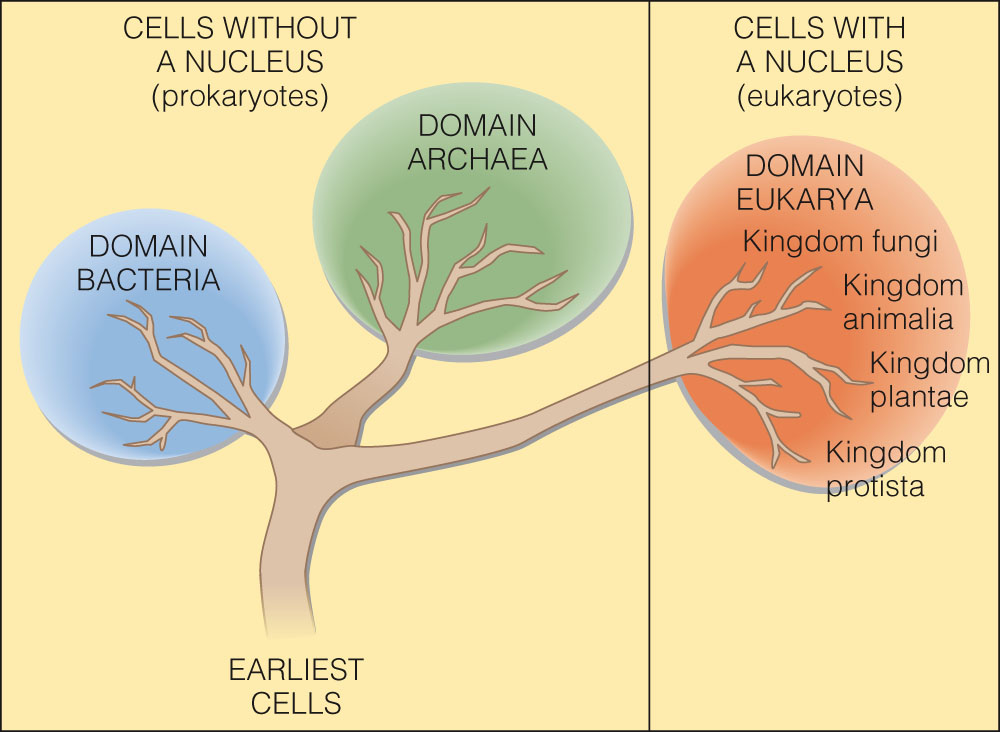 CELLS WITHOUT
A NUCLEUS
(prokaryotes)
CELLS WITH
A NUCLEUS
(eukaryotes)
DOMAIN
BACTERIA
DOMAIN
ARCHAEA
DOMAIN
EUKARYA
Kingdom fungi
Kingdom
animalia
Kingdom
plantae
Kingdom
protista
EARLIEST
CELLS